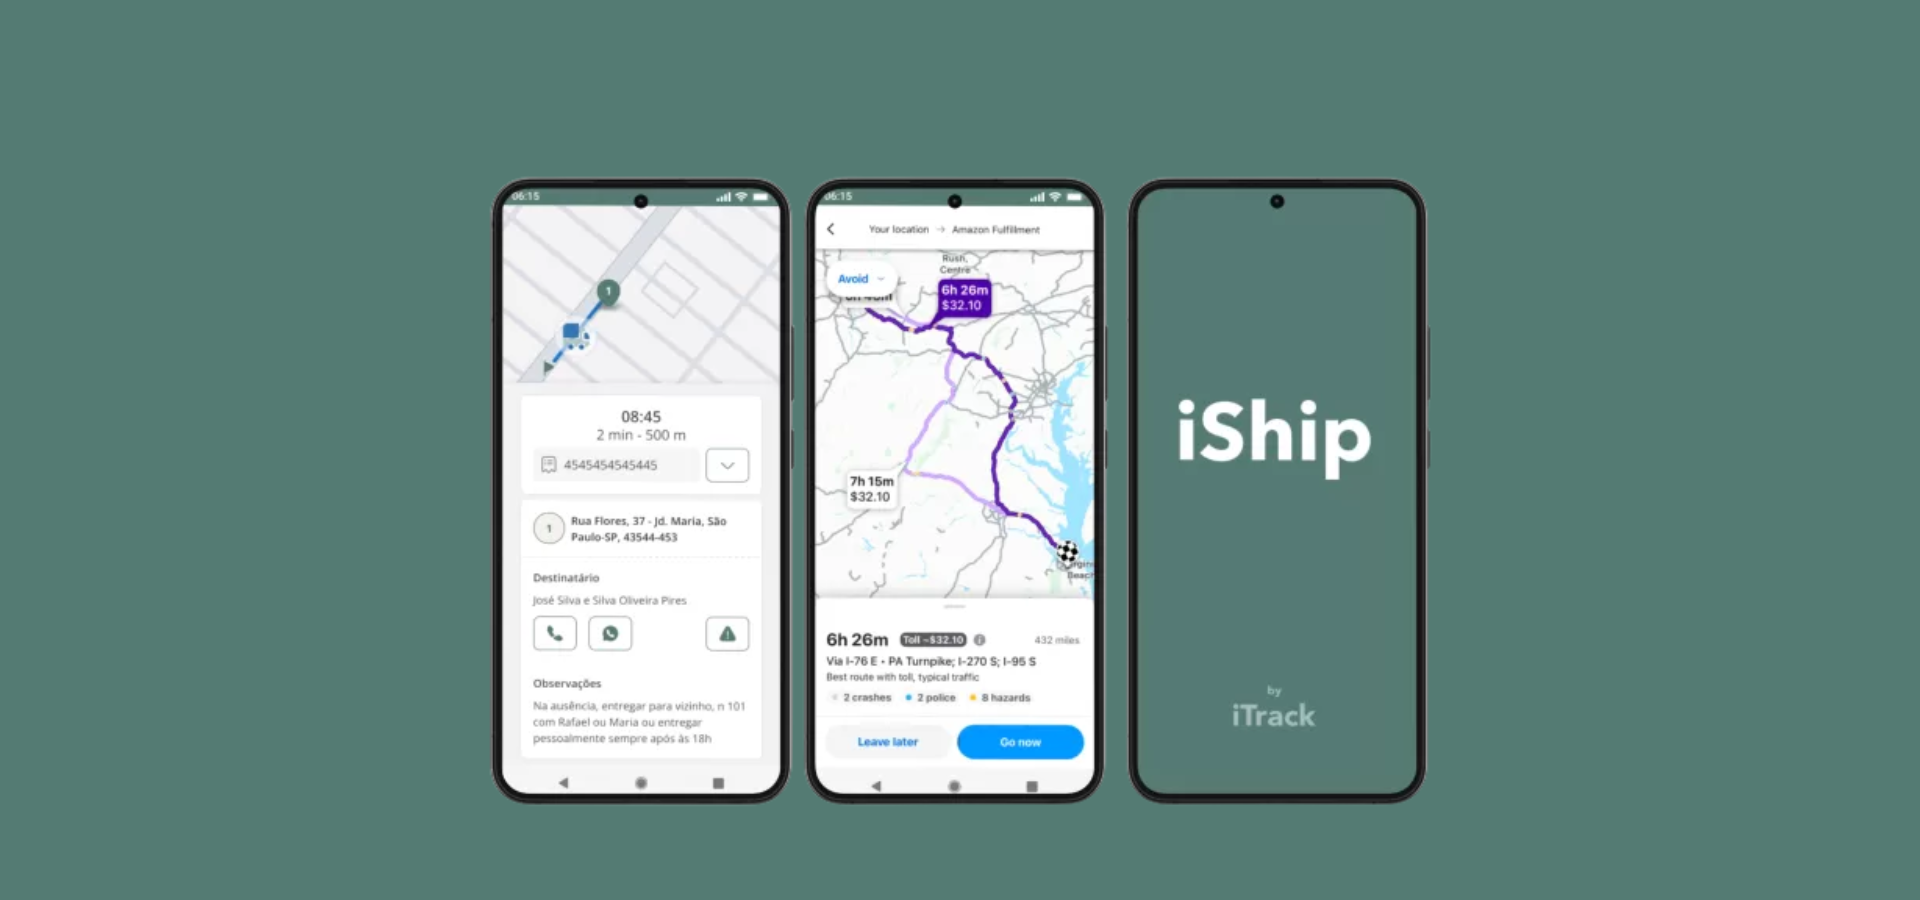 06:15
1
08:45
2 min - 500 m
4545454545445
1
Rua Flores, 37 - Jd. Maria, São
Paulo-SP, 43544-453
Destinatário
José Silva e Silva Oliveira Pires
Observações
Na ausência, entregar para vizinho, n 101
com Rafael ou Maria ou entregar
pessoalmente sempre após às 18h
06:15
Your location → Amazon Fulfillment
Rush,
Centre
Avoid
6h 26m
$32.10
7h 15m
$32.10
Beach
6h 26m Toll ~$32.10 432 miles
Via I-76 E • PA Turnpike; I-270 S; I-95 S
Best route with toll, typical traffic
2 crashes 2 police 8 hazards
Leave later Go now
iShip
by
iTrack